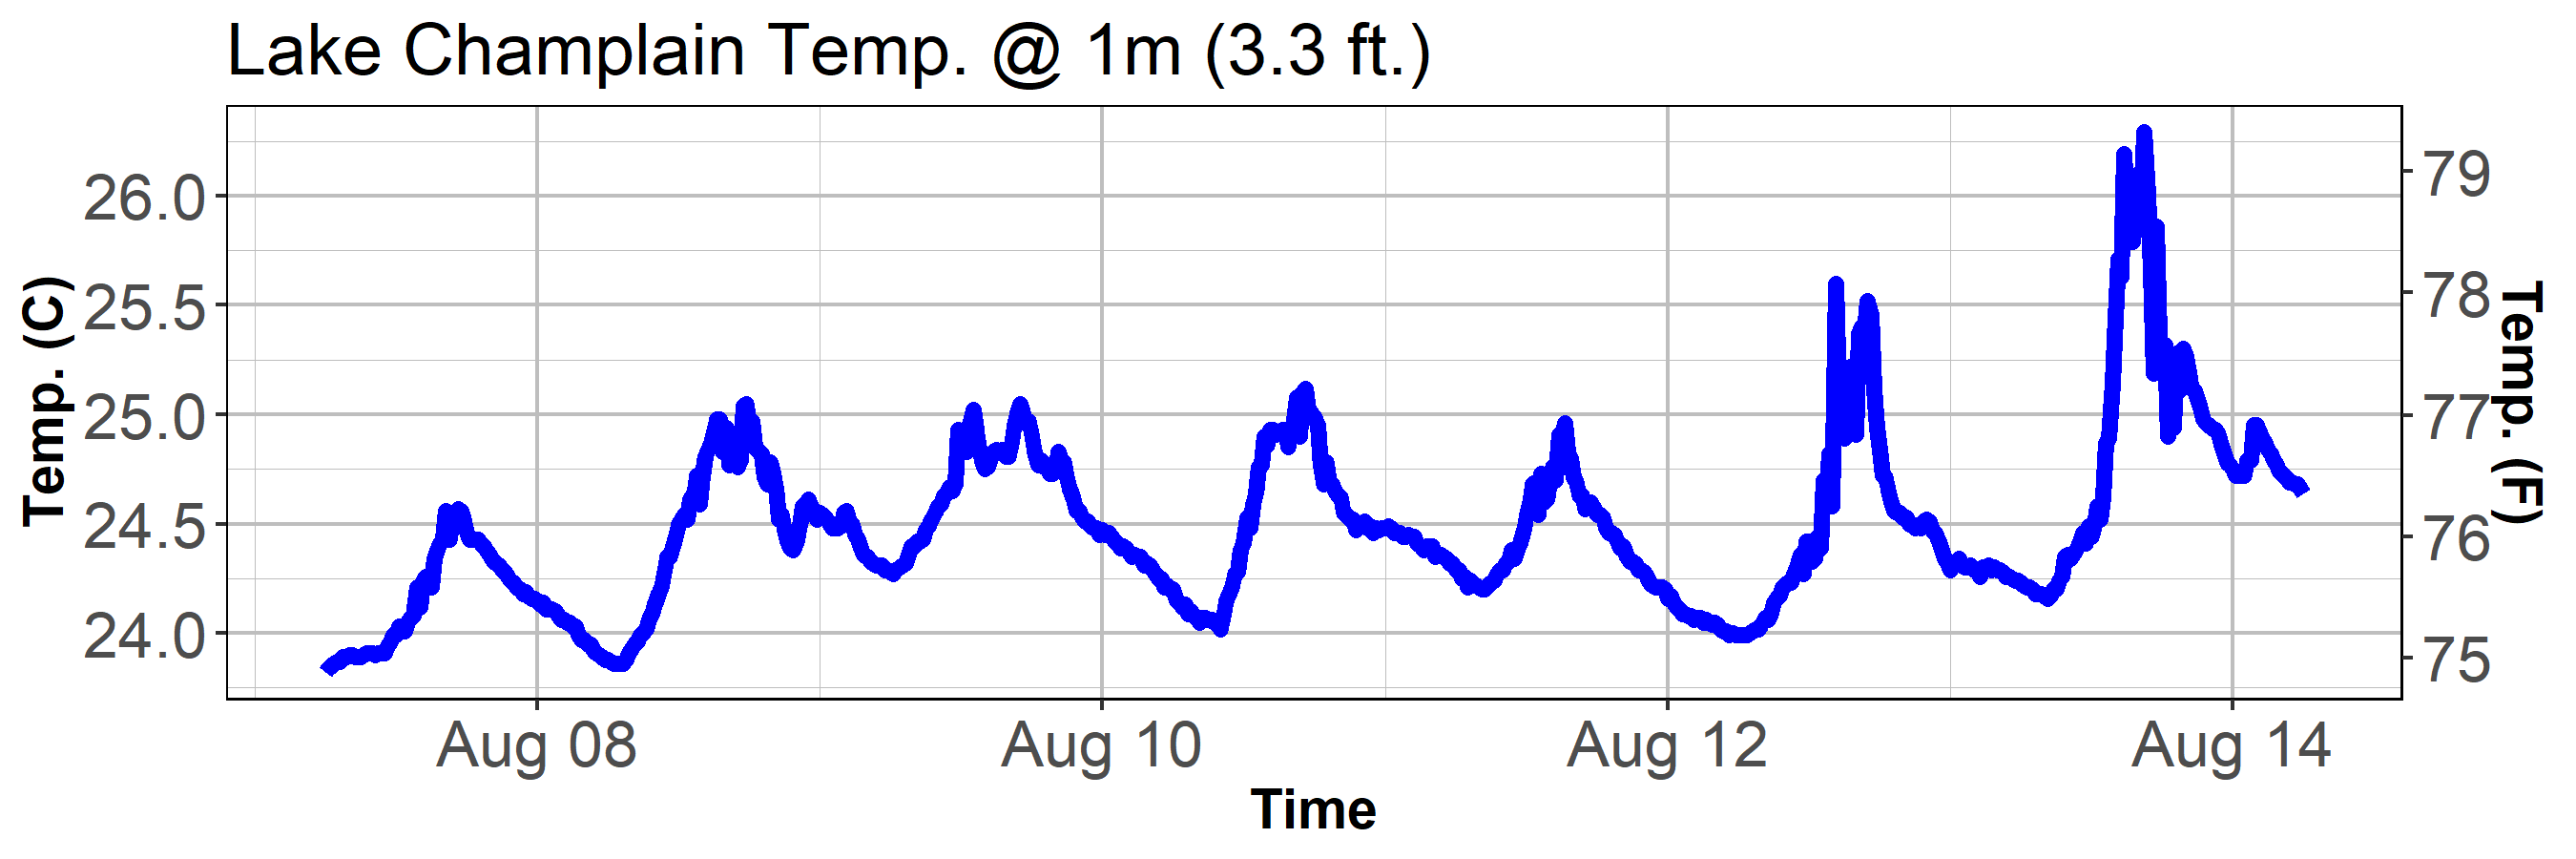 Lake Champlain Temp. @ 1m (3.3 ft.)
Temp. (C)
26.0
25.5
25.0
24.5
24.0
79
78
77
76
75
Temp. (F)
Aug 08
Aug 10
Aug 12
Aug 14
Time